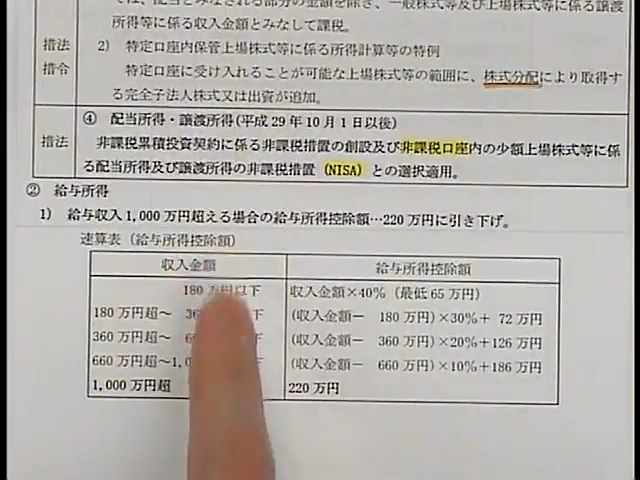 では、配当とみなされる部分の金額を除き、一般株式等及び上場株式等に係る譲渡
所得等に係る収入金額とみなして課税。
措法
措令
2) 特定口座内保管上場株式等に係る所得計算等の特例
特定口座に受け入れることが可能な上場株式等の範囲に、株式分配により取得す
る完全子法人株式又は出資が追加。
措法
④ 配当所得・譲渡所得(平成29年10月1日以後)
非課税累積投資契約に係る非課税措置の創設及び非課税口座内の少額上場株式等に係
る配当所得及び譲渡所得の非課税措置(NISA)との選択適用。
② 給与所得
1) 給与収入1,000万円超える場合の給与所得控除額…220万円に引き下げ。
速算表(給与所得控除額)
収入金額 給与所得控除額
180万円以下 収入金額×40%(最低65万円)
180万円超~ 36 下 (収入金額− 180万円)×30%+ 72万円
360万円超~ 6 下 (収入金額− 360万円)×20%+126万円
660万円超~1,0 (収入金額− 660万円)×10%+186万円
1,000万円超 220万円